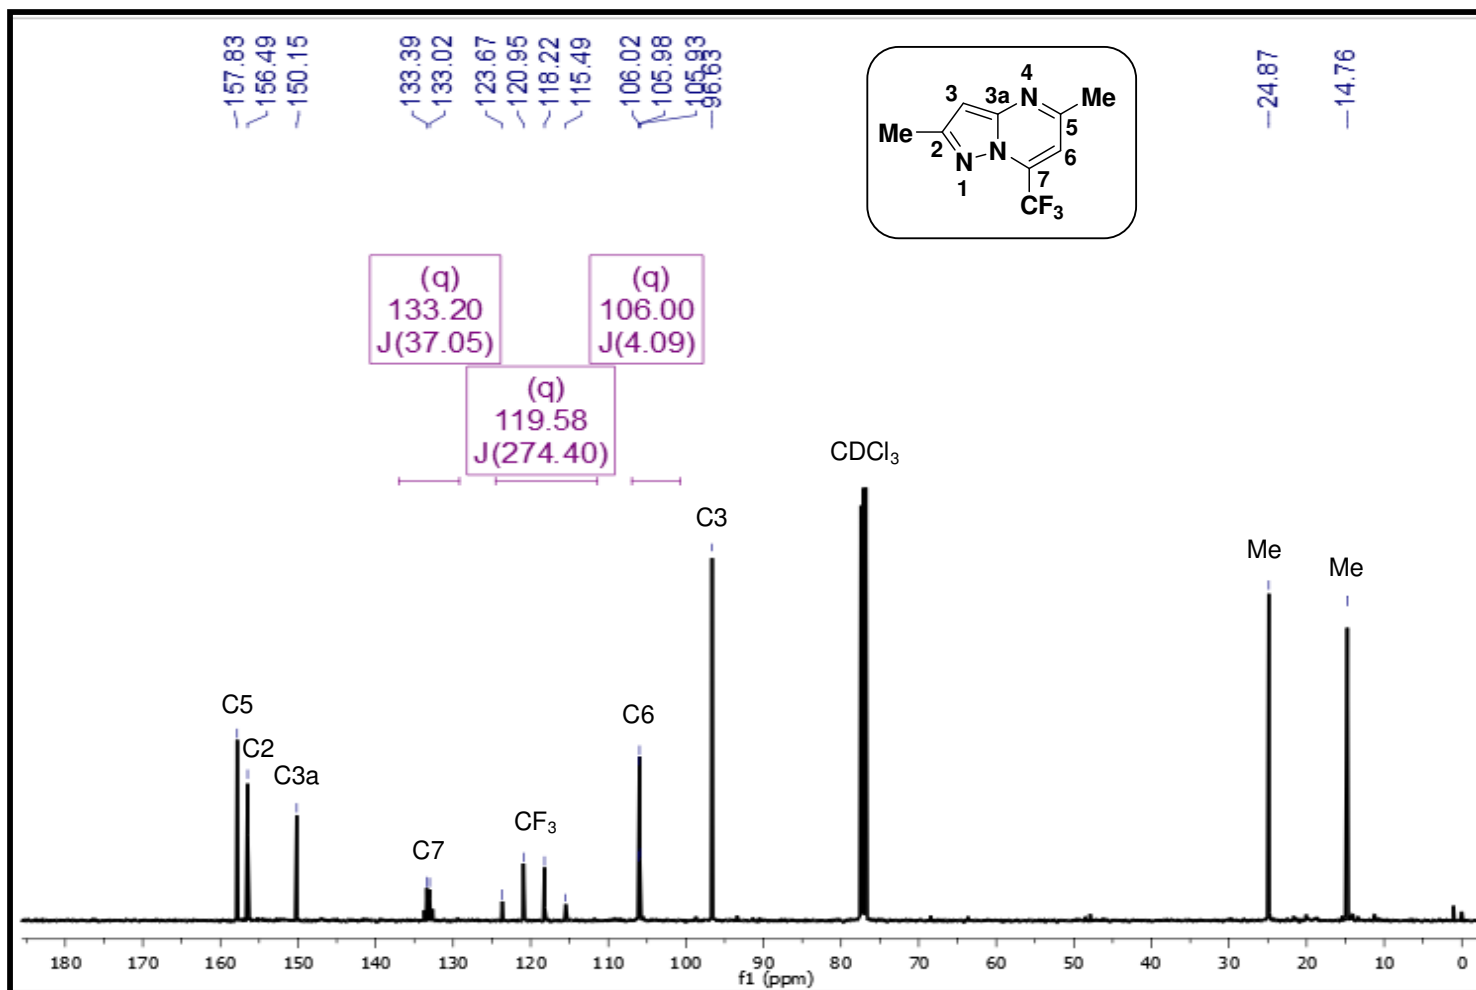 157.83
156.49
150.15
133.39
133.02
123.67
120.95
118.22
115.49
106.02
105.98
105.93
96.63
24.87
14.76
N
4
3
3a
Me
5
Me
2
N
N
6
1
7
CF3
(q)
133.20
J(37.05)
(q)
106.00
J(4.09)
(q)
119.58
J(274.40)
CDCl3
C3
Me
Me
C5
C6
C2
C3a
CF3
C7
180 170 160 150 140 130 120 110 100 90 80 70 60 50 40 30 20 10 0
f1 (ppm)